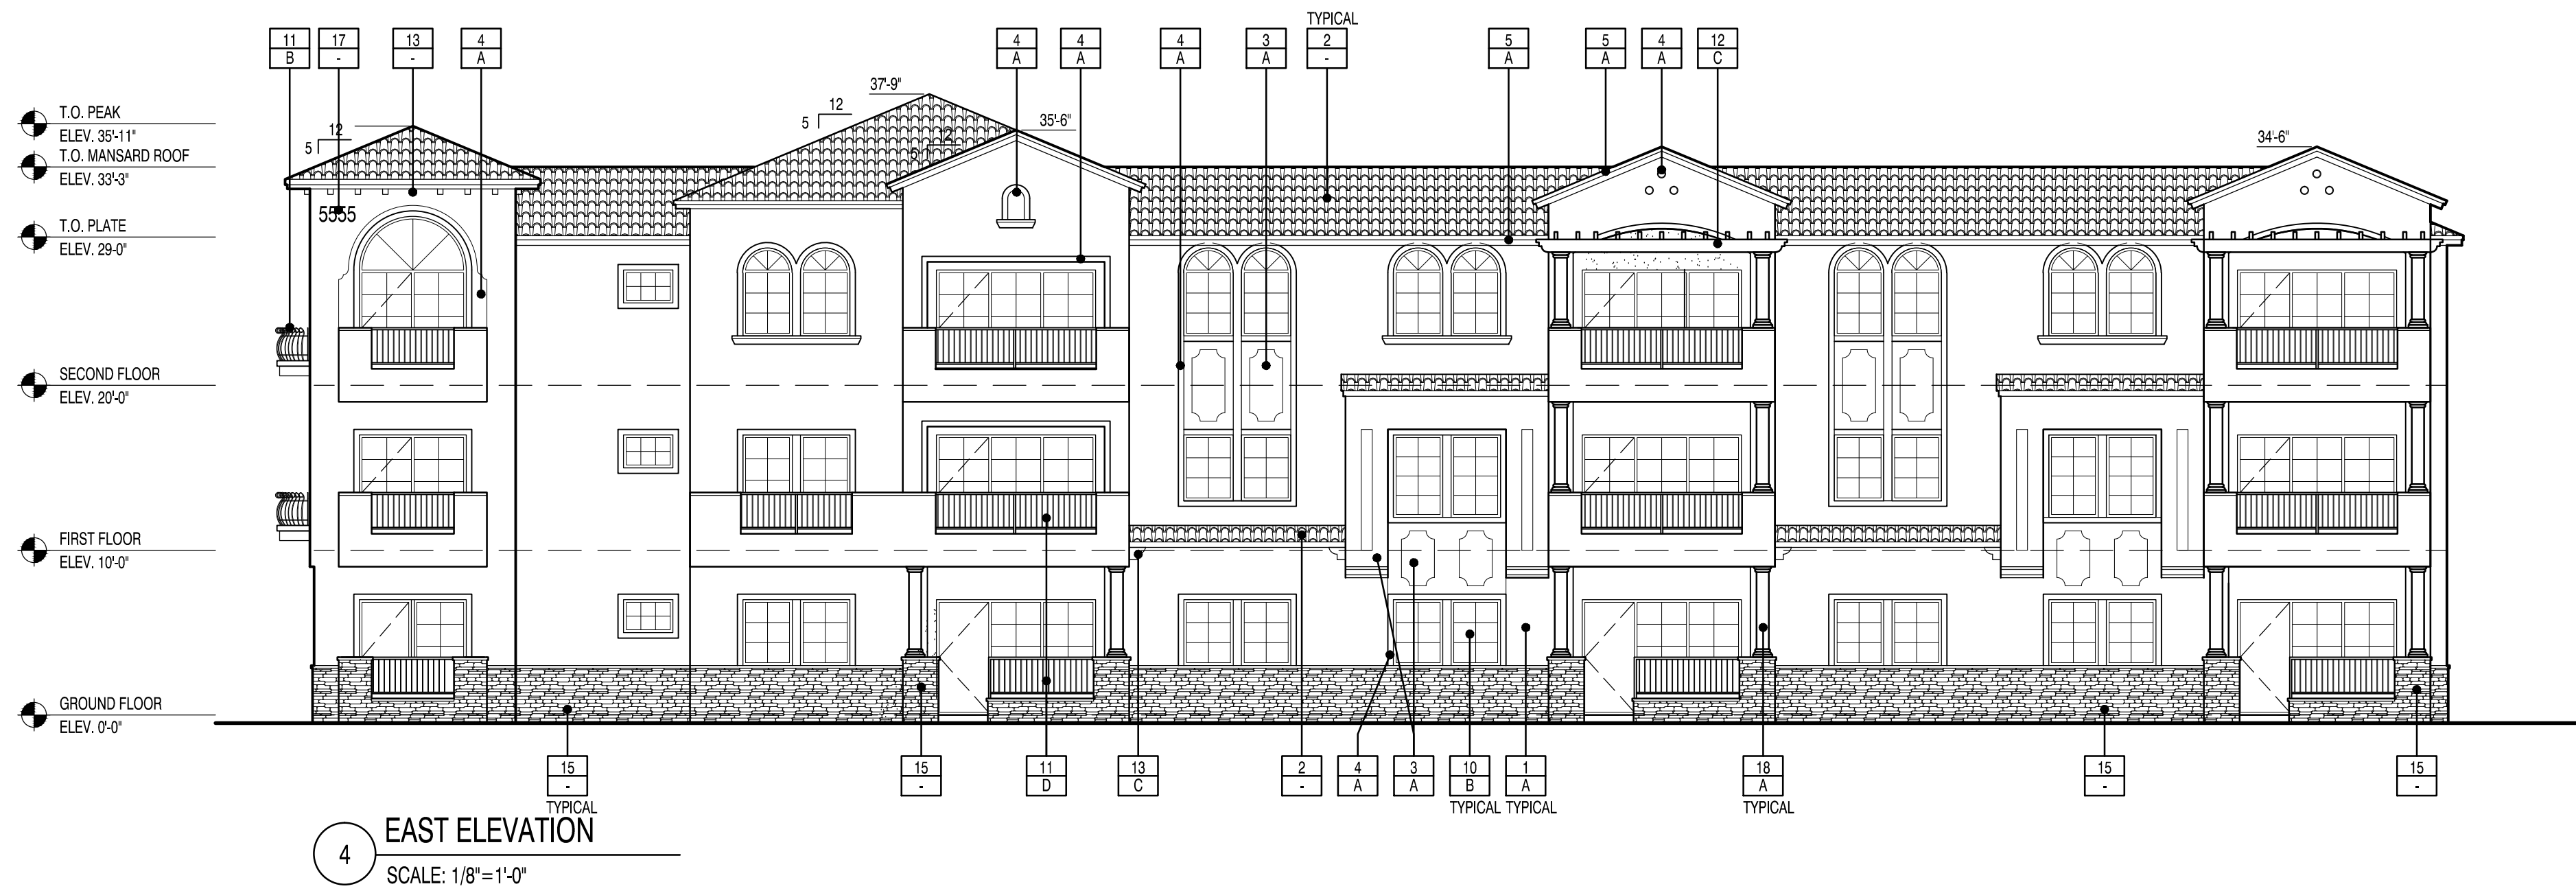 TYPICAL
11 17 13 4 4 4 4 3 2 5 5 4 12
B - - A A A A A - A A A C
37'-9"
12
5
T.O. PEAK
ELEV. 35'-11"
35'-6"
12
5
12
5
34'-6"
T.O. MANSARD ROOF
ELEV. 33'-3"
5555
T.O. PLATE
ELEV. 29-0"
SECOND FLOOR
ELEV. 20'-0"
FIRST FLOOR
ELEV. 10'-0"
GROUND FLOOR
ELEV. 0'-0"
15 15 11 13 2 4 3 10 1 18 15 15
- - D C - A A B A A - -
TYPICAL TYPICAL TYPICAL TYPICAL
4 EAST ELEVATION
SCALE: 1/8"=1'-0"